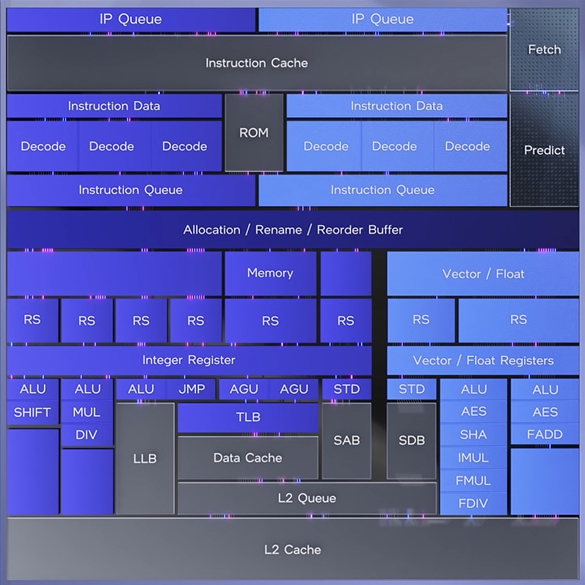 IP Queue IP Queue
Fetch
Instruction Cache
Instruction Data ROM Instruction Data
Decode Decode Decode Decode Decode Decode Predict
Instruction Queue Instruction Queue
Allocation / Rename / Reorder Buffer
Memory Vector / Float
RS RS RS RS RS RS RS RS
Integer Register Vector / Float Registers
ALU ALU ALU JMP AGU AGU STD STD ALU ALU
SHIFT MUL TLB AES AES
DIV SAB SDB SHA FADD
LLB Data Cache IMUL
FMUL
L2 Queue FDIV
L2 Cache